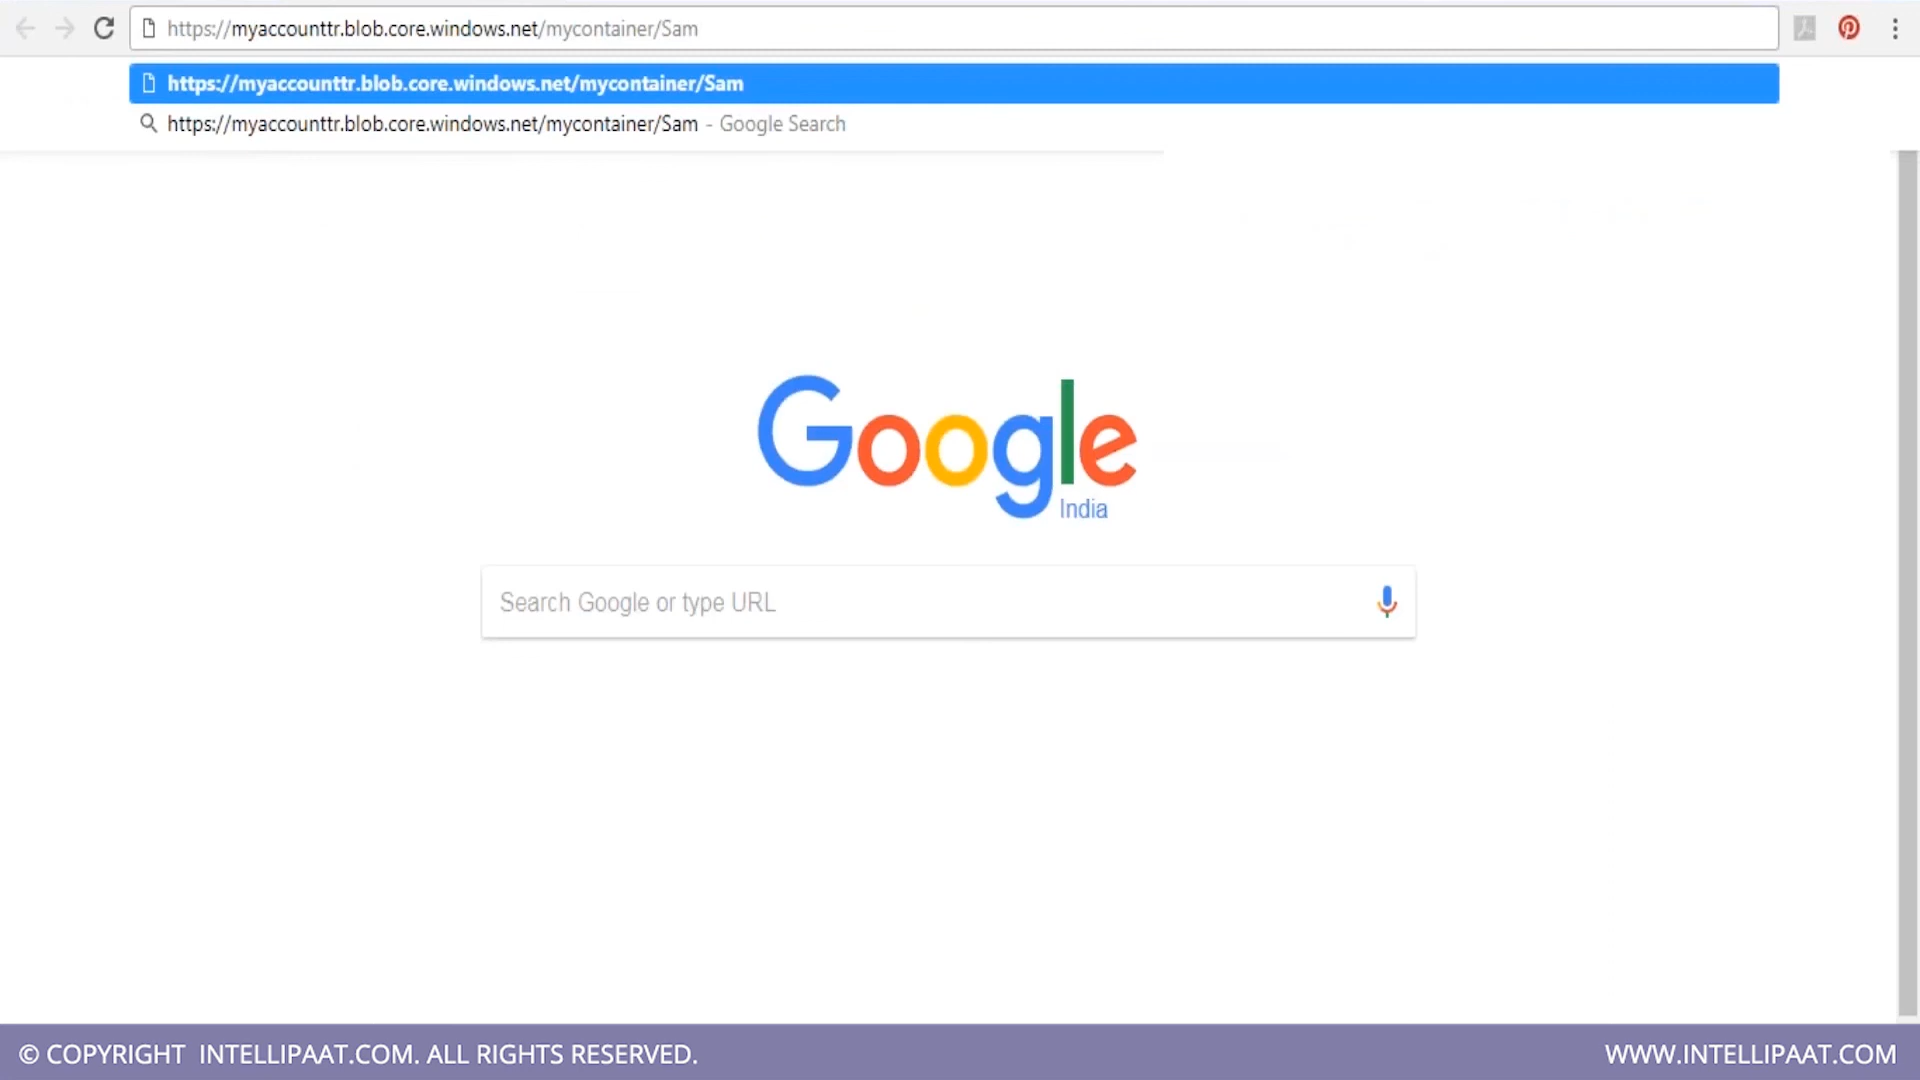 https://myaccounttr.blob.core.windows.net/mycontainer/Sam
https://myaccounttr.blob.core.windows.net/mycontainer/Sam
https://myaccounttr.blob.core.windows.net/mycontainer/Sam - Google Search
Google
India
Search Google or type URL
© COPYRIGHT INTELLIPAAT.COM. ALL RIGHTS RESERVED.
WWW.INTELLIPAAT.COM